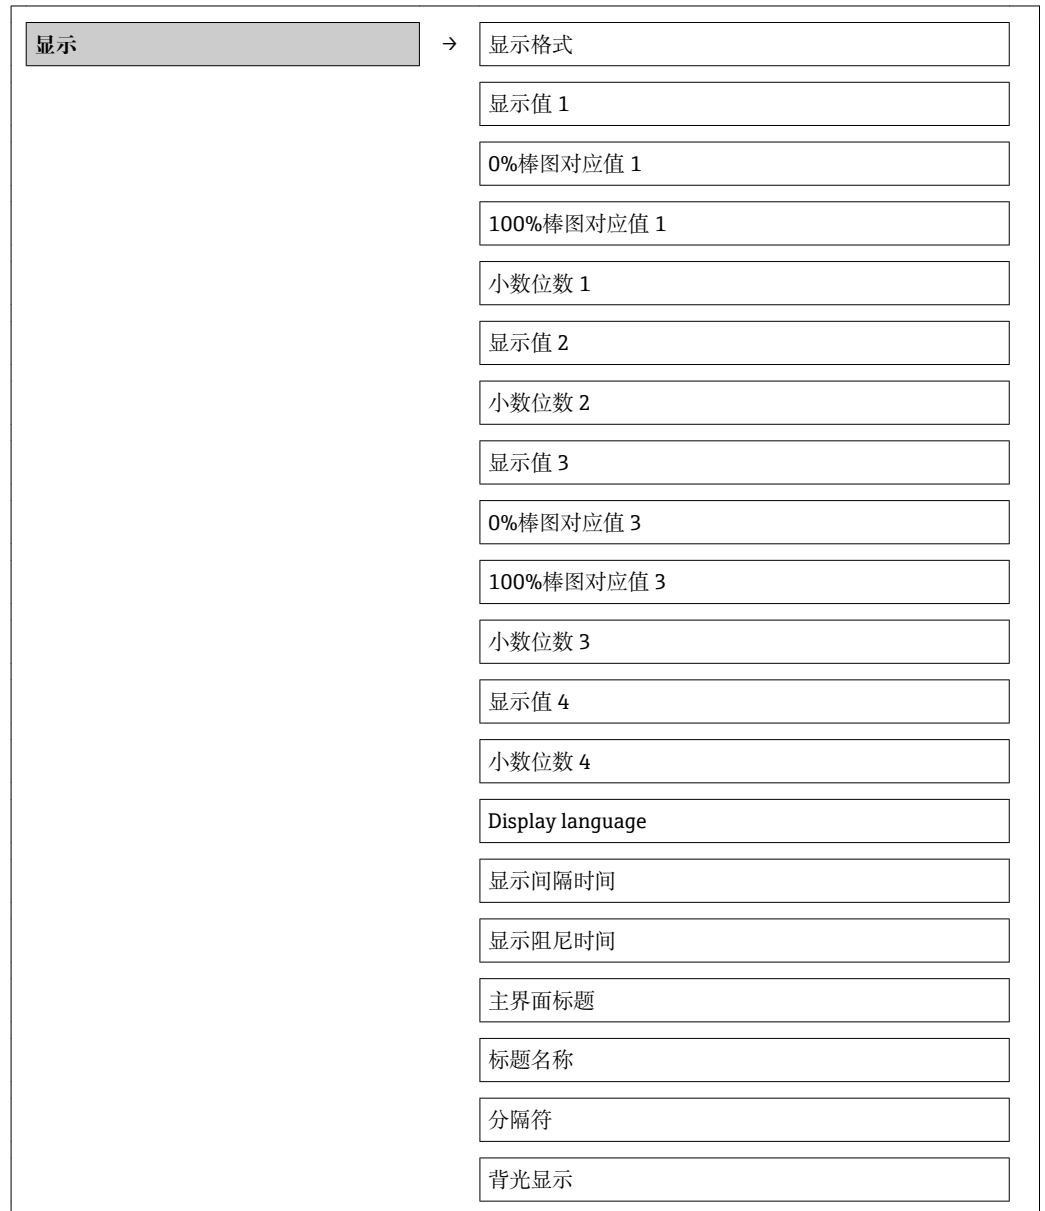 显示 → 显示格式
显示值 1
0%棒图对应值 1
100%棒图对应值 1
小数位数 1
显示值 2
小数位数 2
显示值 3
0%棒图对应值 3
100%棒图对应值 3
小数位数 3
显示值 4
小数位数 4
Display language
显示间隔时间
显示阻尼时间
主界面标题
标题名称
分隔符
背光显示